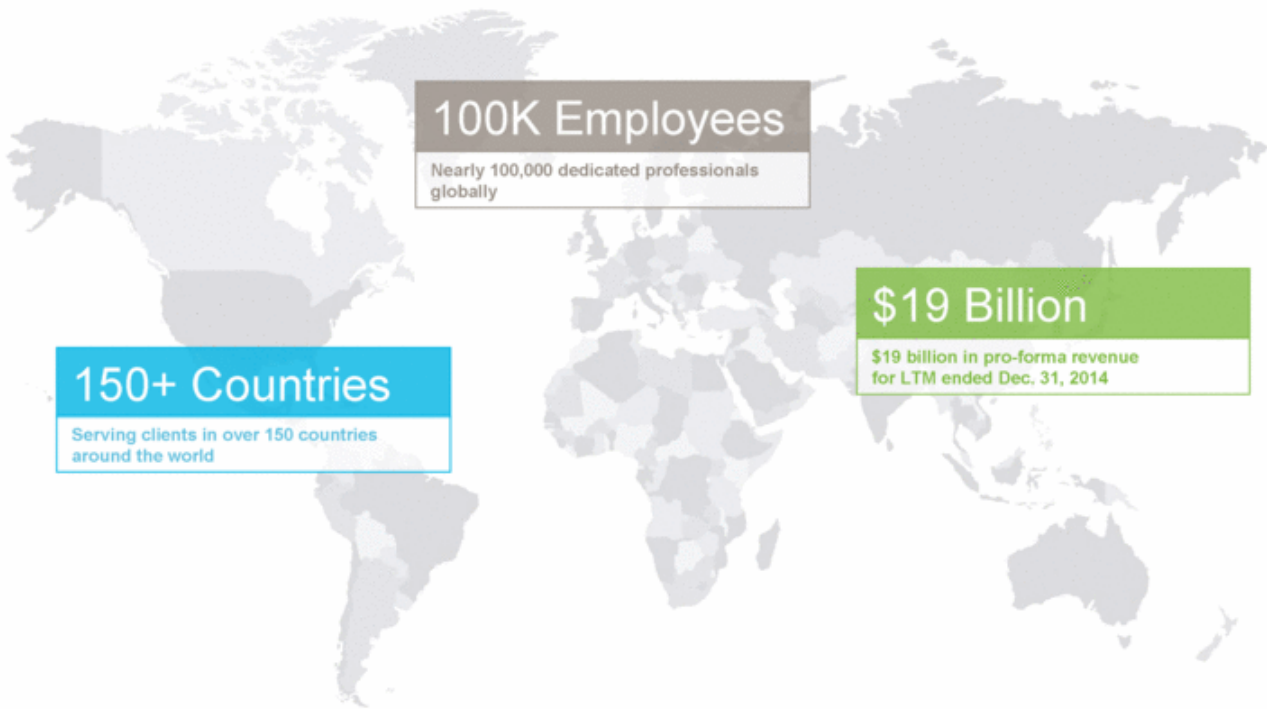 100K Employees
Nearly 100,000 dedicated professionals
globally
$19 Billion
$19 billion in pro-forma revenue
for LTM ended Dec. 31, 2014
150+ Countries
Serving clients in over 150 countries
around the world